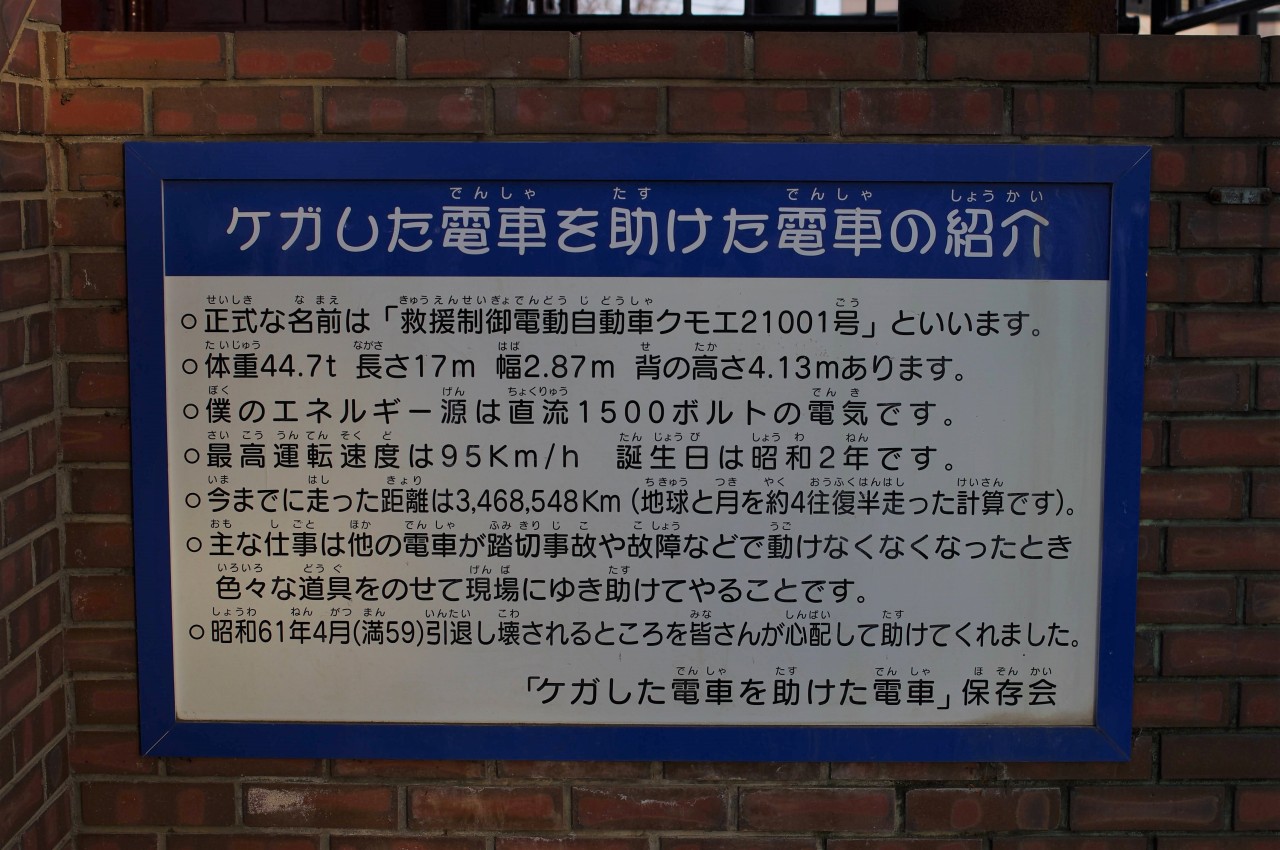 ケガした電車を助けた電車の紹介
○正式な名前は「救援制御電動自動車クモエ21001号」といいます。
○体重44.7t 長さ17m 幅2.87m 背の高さ4.13mあります。
○僕のエネルギー源は直流1500ボルトの電気です。
○最高運転速度は95Km/h 誕生日は昭和2年です。
○今までに走った距離は3,468,548Km(地球と月を約4往復半走った計算です)。
○主な仕事は他の電車が踏切事故や故障などで動けなくなくなったとき
色々な道具をのせて現場にゆき助けてやることです。
○昭和61年4月(満59)引退し壊されるところを皆さんが心配して助けてくれました。
「ケガした電車を助けた電車」保存会